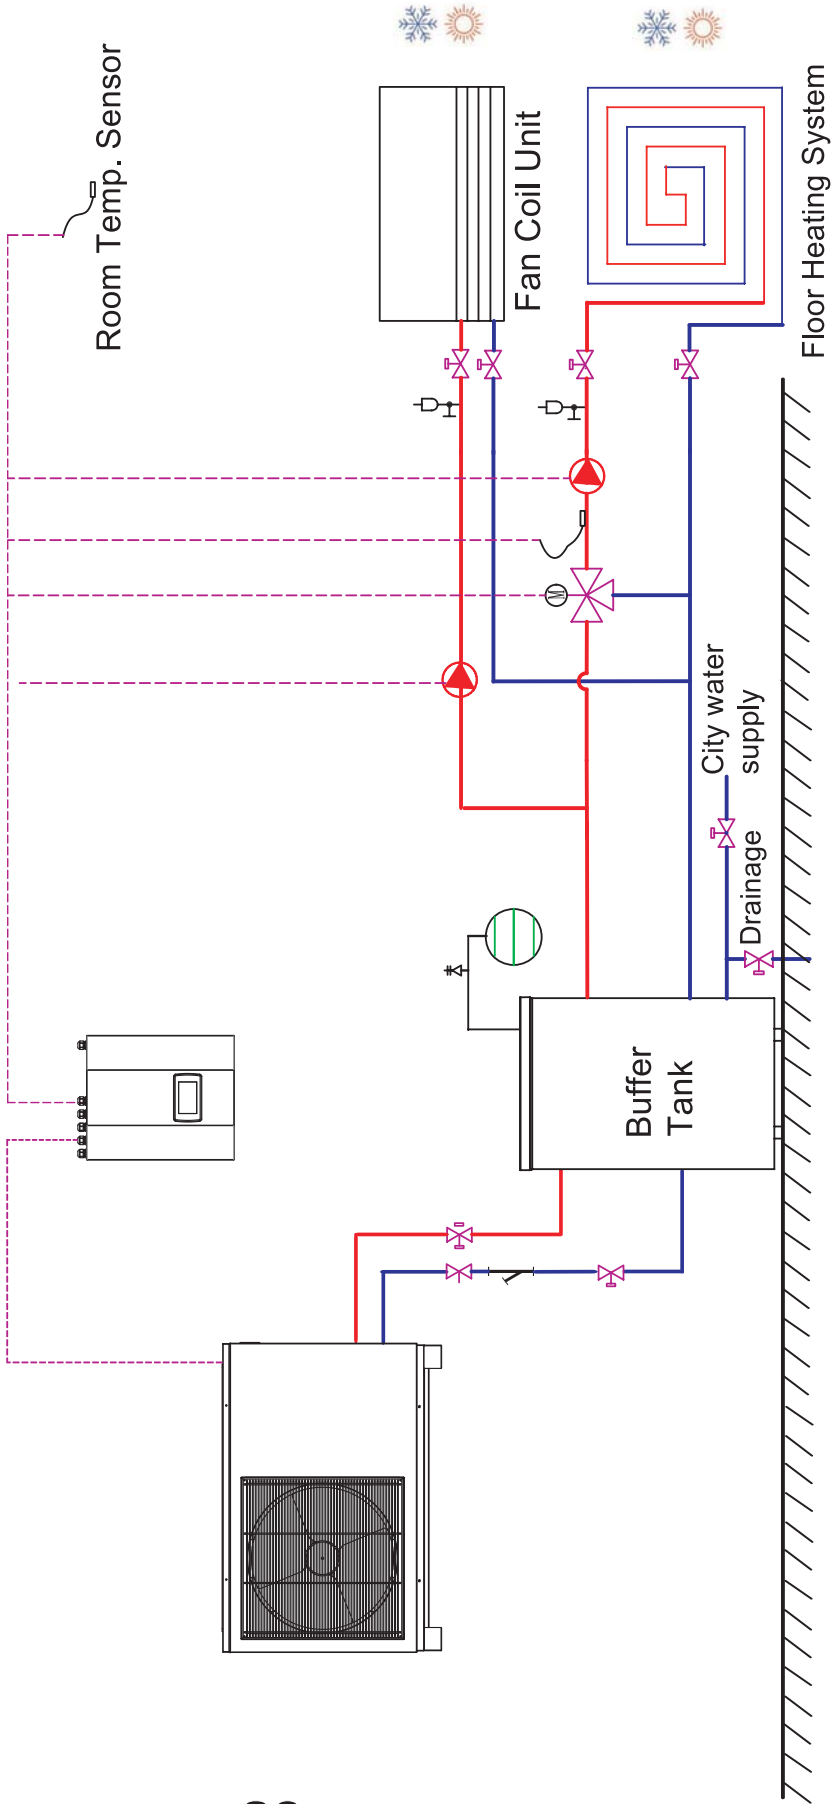 Room Temp. Sensor
Fan Coil Unit
Floor Heating System
City water
supply
Drainage
Buffer
Tank